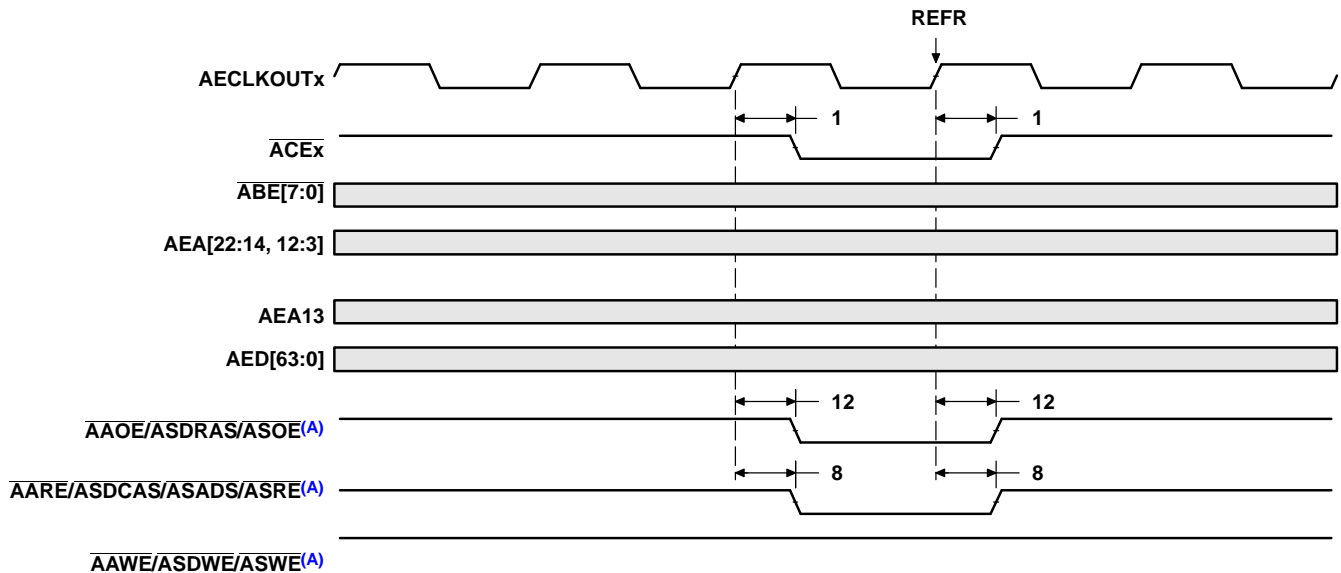 REFR
AECLKOUTx
1 1
ACEx
ABE[7:0]
AEA[22:14, 12:3]
AEA13
AED[63:0]
12 12
AAOE/ASDRAS/ASOE(A)
8 8
AARE/ASDCAS/ASADS/ASRE(A)
AAWE/ASDWE/ASWE(A)